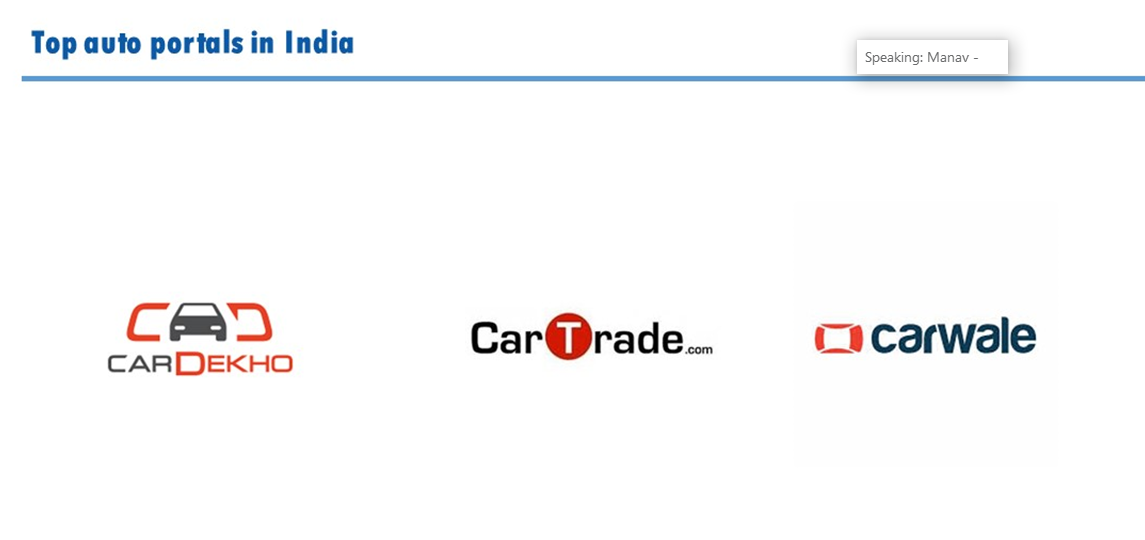 Top auto portals in India
Speaking: Manav -
CARDEKHO
CarTrade.com
carwale